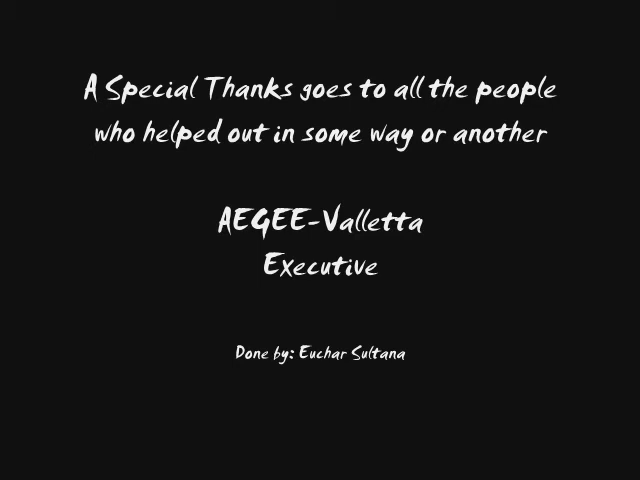 A Special Thanks goes to all the people
who helped out in some way or another
AEGEE-Valletta
Executive
Done by: Euchar Sultana